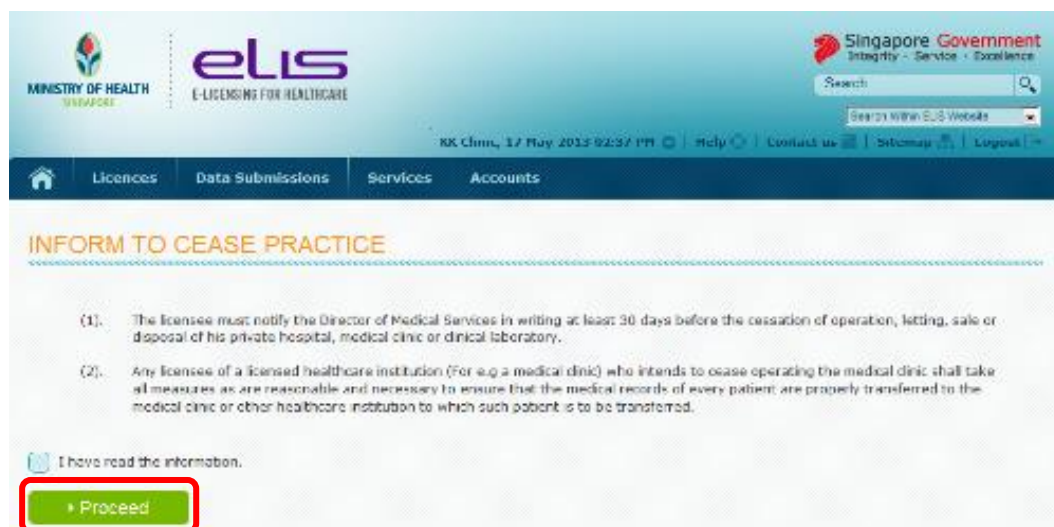 Singapore Government
Integrity · Service · Excellence
MINISTRY OF HEALTH
SINGAPORE
eLIS
E-LICENSING FOR HEALTHCARE
Search
Search Within ELIS Website
KK Clinic, 17 May 2013 02:37 PM | Help | Contact us | Sitemap | Logout
Licences Data Submissions Services Accounts
INFORM TO CEASE PRACTICE
(1). The licensee must notify the Director of Medical Services in writing at least 30 days before the cessation of operation, letting, sale or
disposal of his private hospital, medical clinic or clinical laboratory.
(2). Any licensee of a licensed healthcare institution (For e.g a medical clinic) who intends to cease operating the medical clinic shall take
all measures as are reasonable and necessary to ensure that the medical records of every patient are properly transferred to the
medical clinic or other healthcare institution to which such patient is to be transferred.
I have read the information.
Proceed